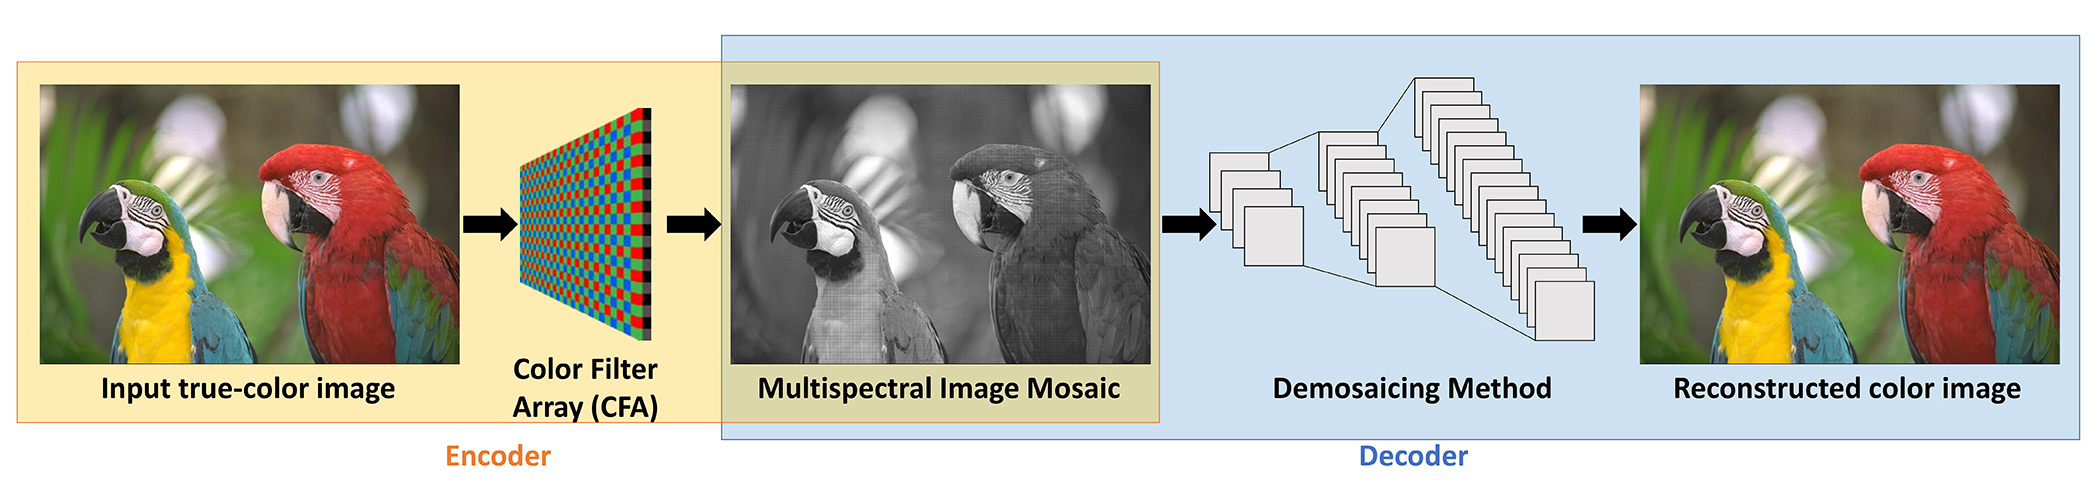 Input true-color image
Color Filter
Array (CFA)
Multispectral Image Mosaic
Demosaicing Method
Reconstructed color image
Encoder
Decoder